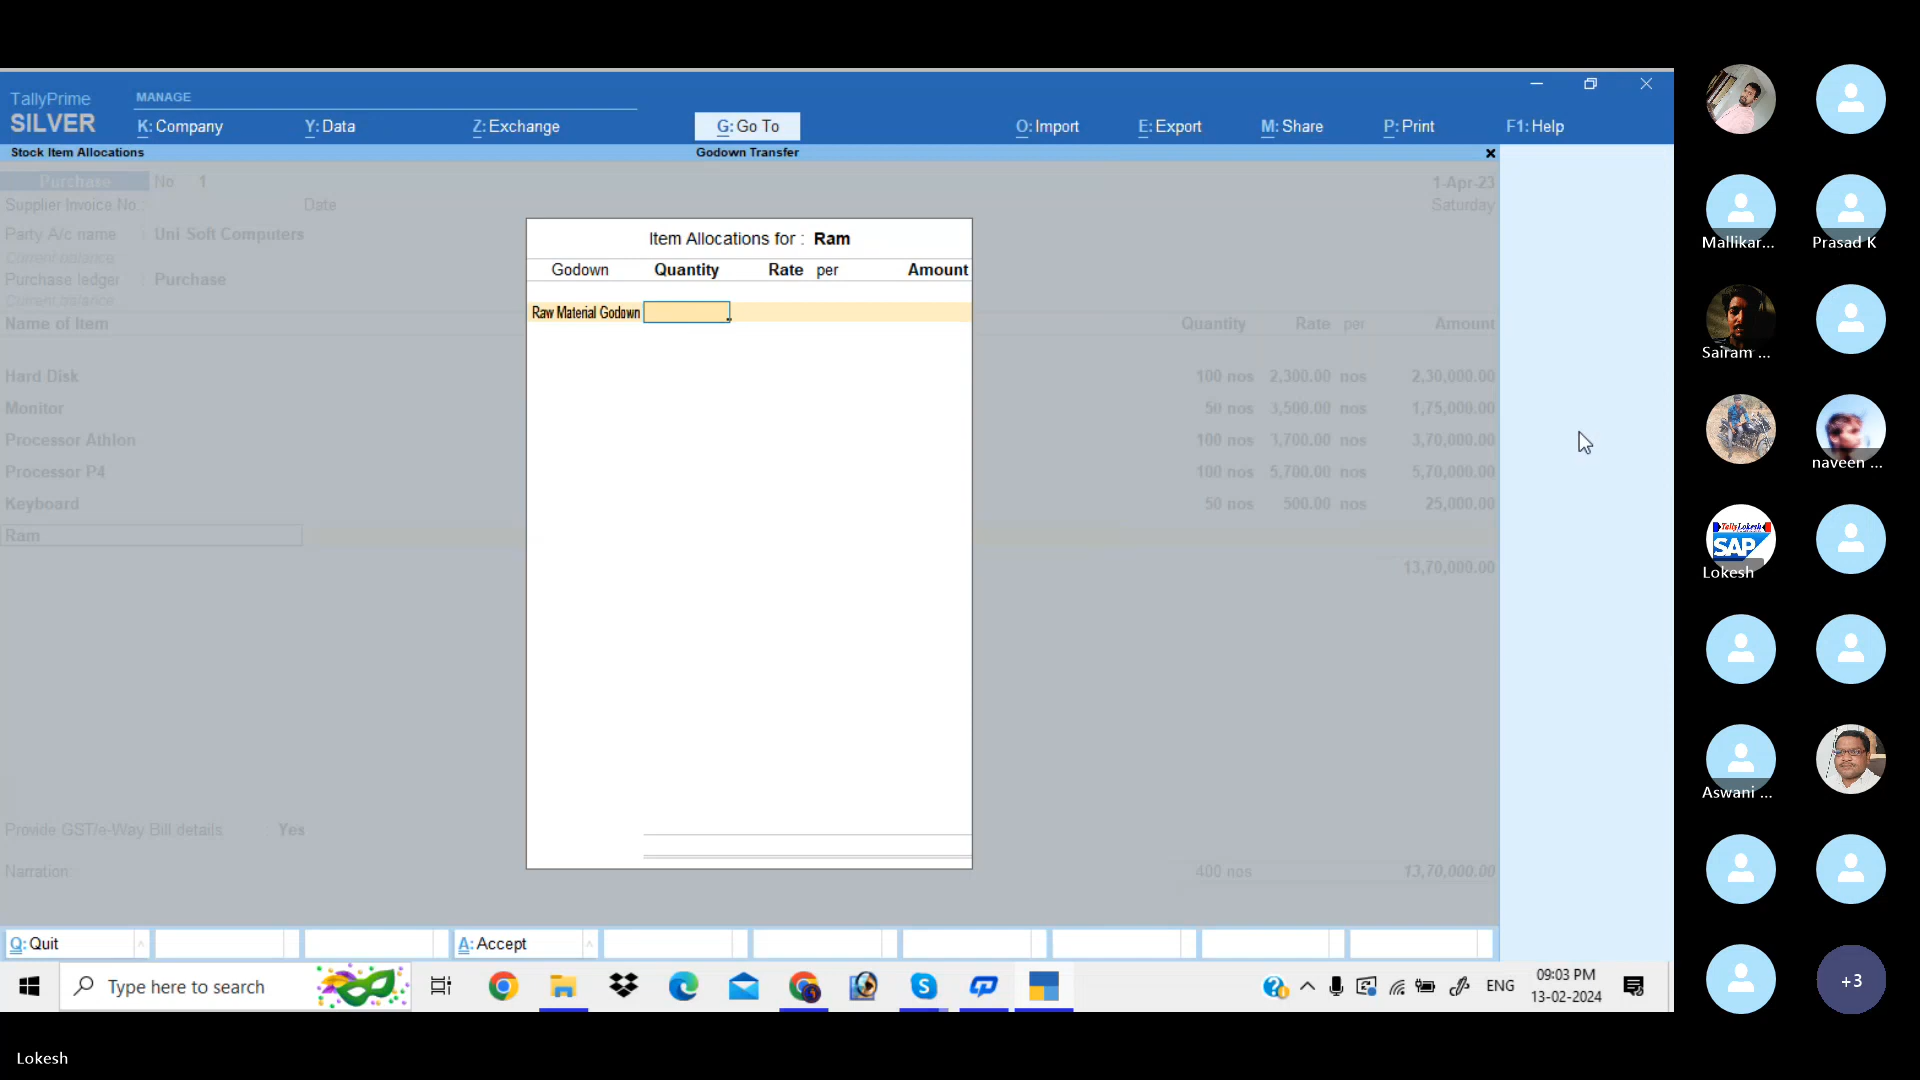 TallyPrime
SILVER
MANAGE
K: Company
Y: Data
Z: Exchange
G: Go To
O: Import
E: Export
M: Share
P: Print
F1: Help
Stock Item Allocations
Godown Transfer
Purchase No 1
1-Apr-23
Supplier Invoice No.:
Date
Saturday
Party A/c name : Uni Soft Computers
Current balance
Purchase ledger : Purchase
Current balance
Name of Item
Quantity Rate per Amount
Hard Disk 100 nos 2,300.00 nos 2,30,000.00
Monitor 50 nos 3,500.00 nos 1,75,000.00
Processor Athlon 100 nos 3,700.00 nos 3,70,000.00
Processor P4 100 nos 5,700.00 nos 5,70,000.00
Keyboard 50 nos 500.00 nos 25,000.00
Ram
13,70,000.00
Item Allocations for : Ram
Godown Quantity Rate per Amount
Raw Material Godown
Provide GST/e-Way Bill details : Yes
Narration:
400 nos 13,70,000.00
Q: Quit
A: Accept
Type here to search
ENG
09:03 PM
13-02-2024
Mallikar...
Prasad K
Sairam ...
naveen ...
TallyLokesh
SAP
Lokesh
Aswani ...
+3
Lokesh